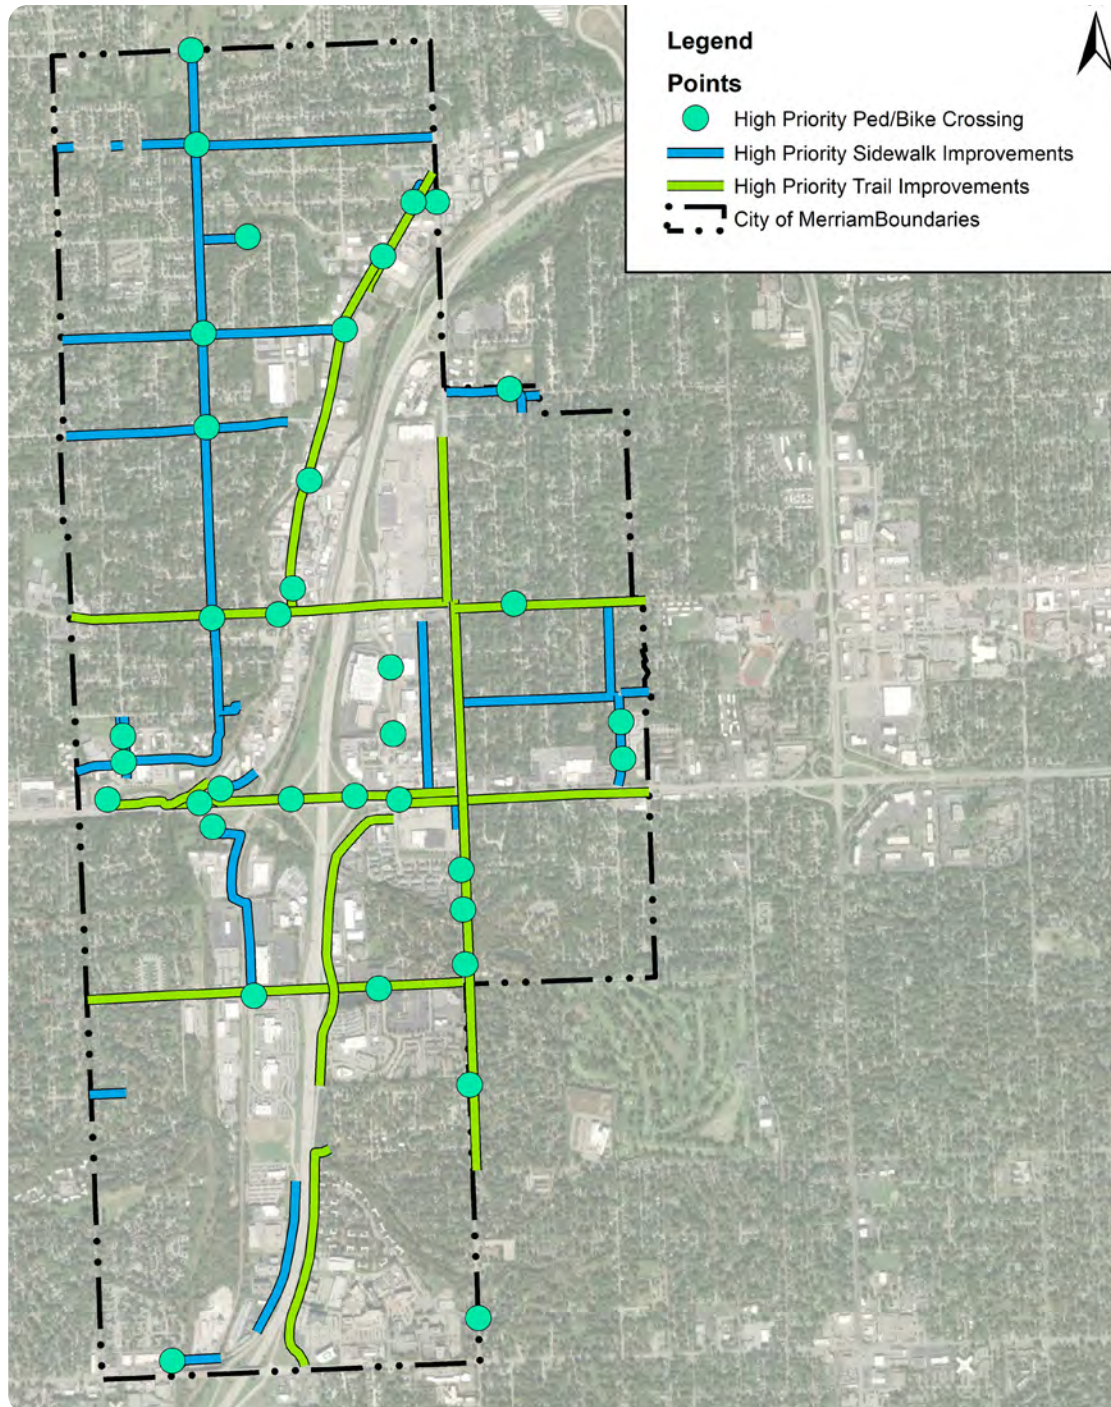 Legend
Points
High Priority Ped/Bike Crossing
High Priority Sidewalk Improvements
High Priority Trail Improvements
City of MerriamBoundaries